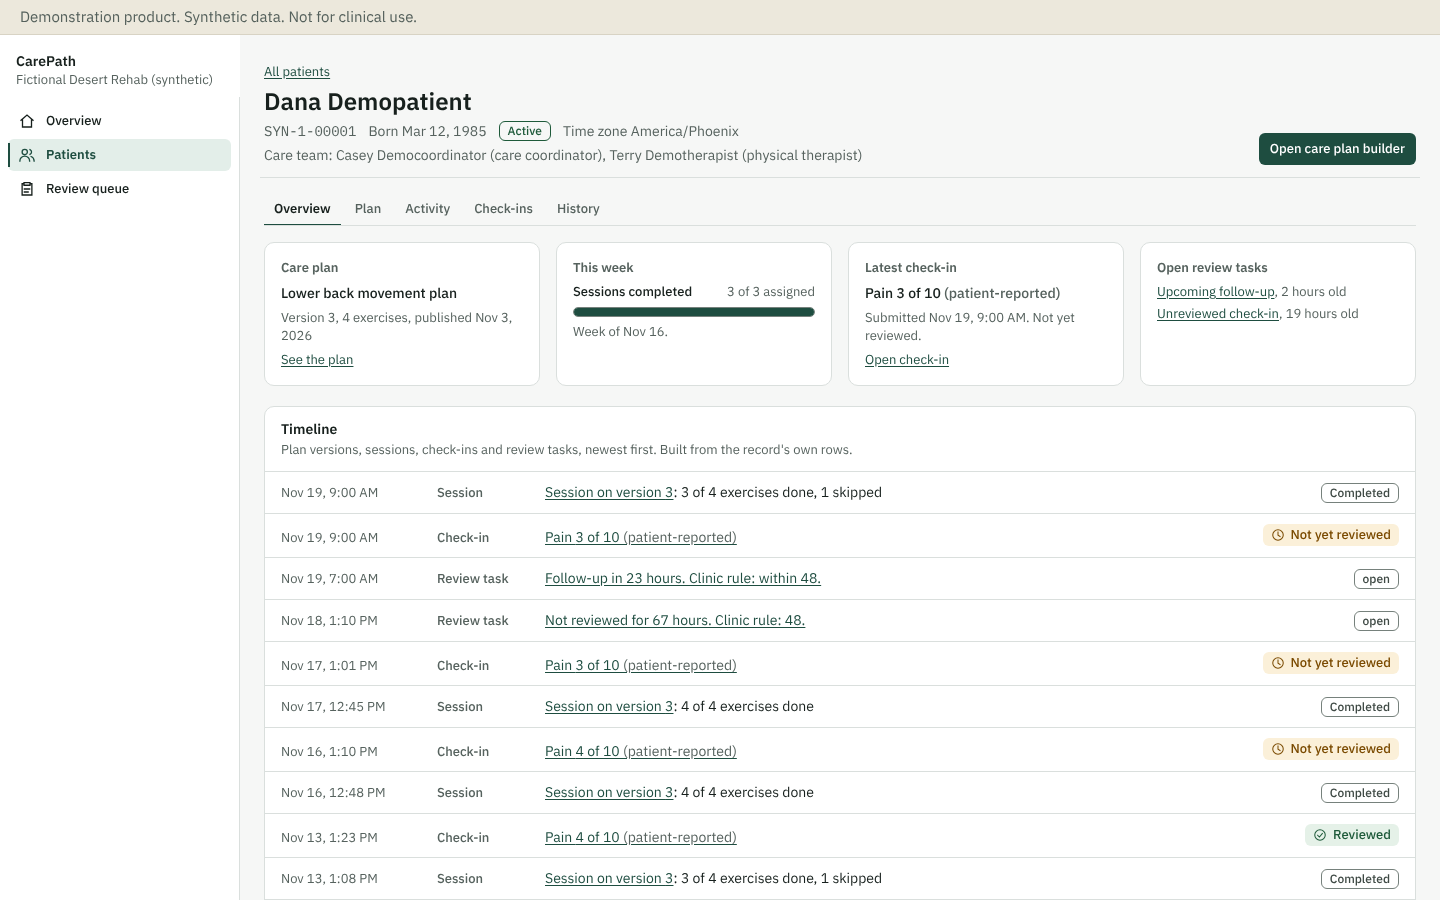 Demonstration product. Synthetic data. Not for clinical use.
CarePath
Fictional Desert Rehab (synthetic)
Overview
Patients
Review queue
All patients
Dana Demopatient
SYN-1-00001 Born Mar 12, 1985 Active Time zone America/Phoenix
Care team: Casey Democoordinator (care coordinator), Terry Demotherapist (physical therapist)
Open care plan builder
Overview Plan Activity Check-ins History
Care plan
Lower back movement plan
Version 3, 4 exercises, published Nov 3,
2026
See the plan
This week
Sessions completed 3 of 3 assigned
Week of Nov 16.
Latest check-in
Pain 3 of 10 (patient-reported)
Submitted Nov 19, 9:00 AM. Not yet
reviewed.
Open check-in
Open review tasks
Upcoming follow-up, 2 hours old
Unreviewed check-in, 19 hours old
Timeline
Plan versions, sessions, check-ins and review tasks, newest first. Built from the record's own rows.
Nov 19, 9:00 AM Session Session on version 3: 3 of 4 exercises done, 1 skipped Completed
Nov 19, 9:00 AM Check-in Pain 3 of 10 (patient-reported) Not yet reviewed
Nov 19, 7:00 AM Review task Follow-up in 23 hours. Clinic rule: within 48. open
Nov 18, 1:10 PM Review task Not reviewed for 67 hours. Clinic rule: 48. open
Nov 17, 1:01 PM Check-in Pain 3 of 10 (patient-reported) Not yet reviewed
Nov 17, 12:45 PM Session Session on version 3: 4 of 4 exercises done Completed
Nov 16, 1:10 PM Check-in Pain 4 of 10 (patient-reported) Not yet reviewed
Nov 16, 12:48 PM Session Session on version 3: 4 of 4 exercises done Completed
Nov 13, 1:23 PM Check-in Pain 4 of 10 (patient-reported) Reviewed
Nov 13, 1:08 PM Session Session on version 3: 3 of 4 exercises done, 1 skipped Completed